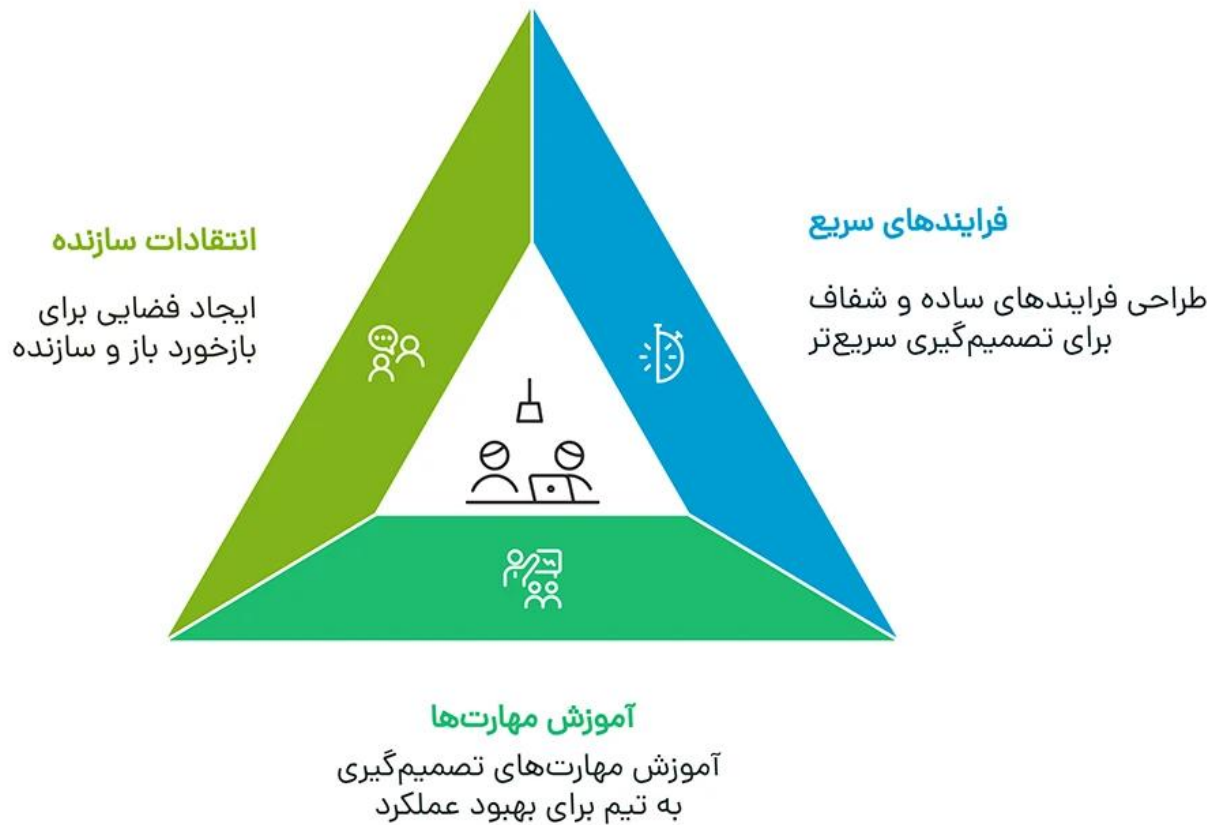 فرایندهای سریع
طراحی فرایندهای ساده و شفاف
برای تصمیم‌گیری سریع‌تر
انتقادات سازنده
ایجاد فضایی برای
بازخورد باز و سازنده
آموزش مهارت‌ها
آموزش مهارت‌های تصمیم‌گیری
به تیم برای بهبود عملکرد